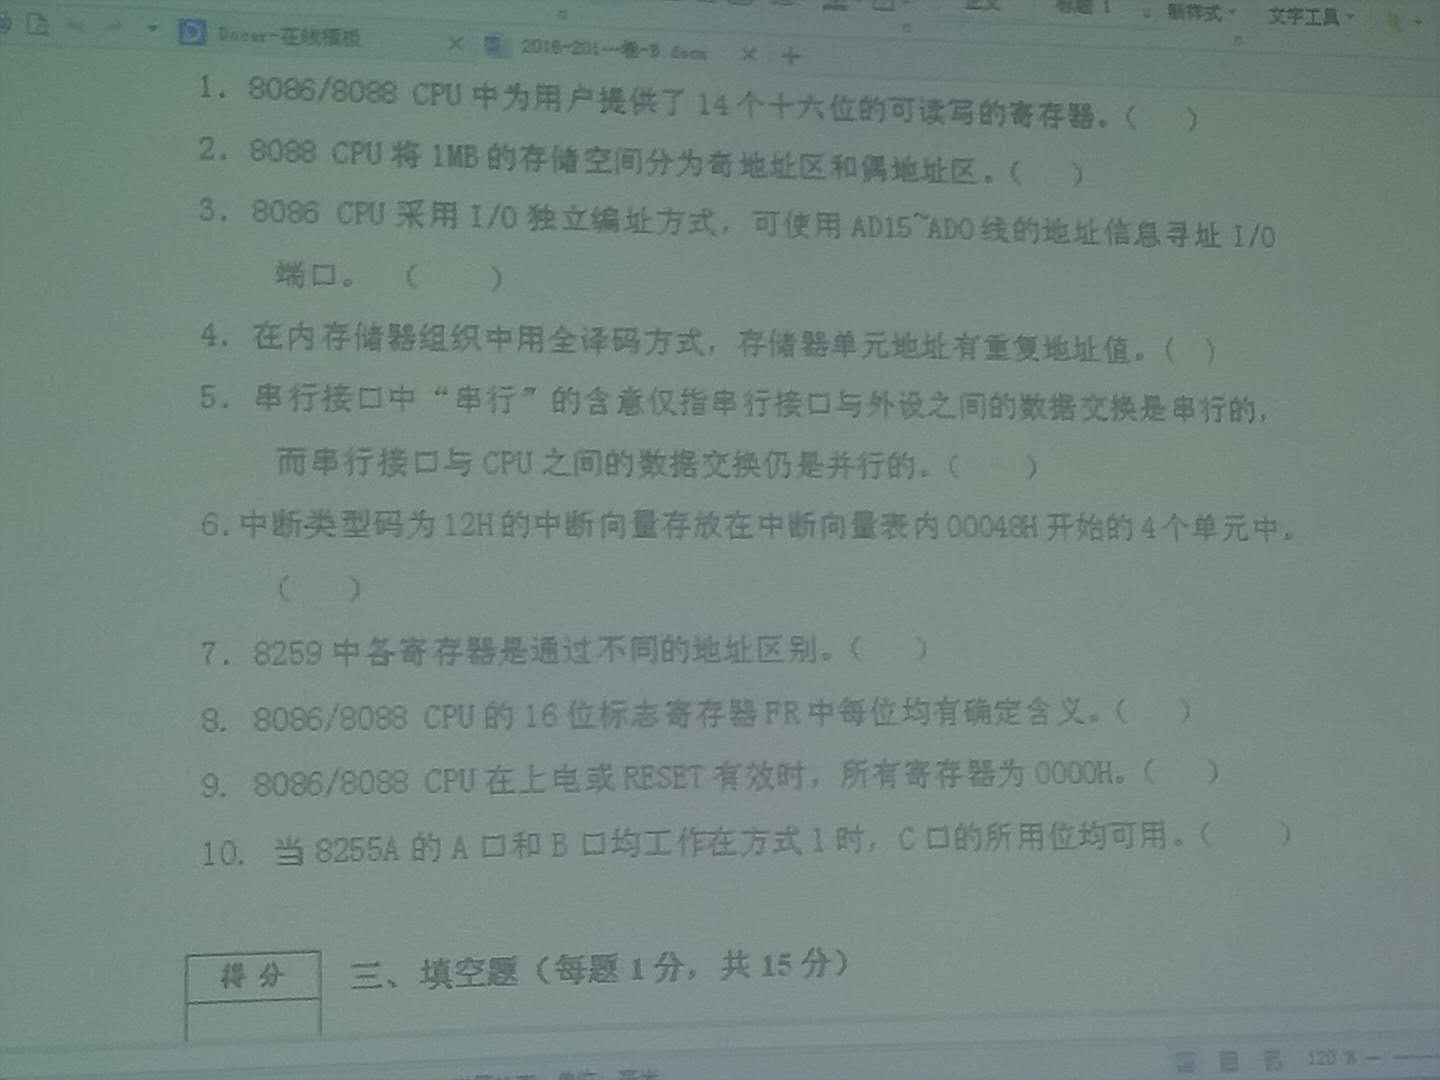 新样式 文字工具
Docer-在线模板
1. 8086/8088 CPU 中为用户提供了 14 个十六位的可读写的寄存器。（ ）
2. 8088 CPU 将 1MB 的存储空间分为奇地址区和偶地址区。（ ）
3. 8086 CPU 采用 I/O 独立编址方式，可使用 AD15~AD0 线的地址信息寻址 I/O
端口。 （ ）
4. 在内存储器组织中用全译码方式，存储器单元地址有重复地址值。（ ）
5. 串行接口中“串行”的含意仅指串行接口与外设之间的数据交换是串行的，
而串行接口与 CPU 之间的数据交换仍是并行的。（ ）
6. 中断类型码为 12H 的中断向量存放在中断向量表内 00048H 开始的 4 个单元中。
（ ）
7. 8259 中各寄存器是通过不同的地址区别。（ ）
8. 8086/8088 CPU 的 16 位标志寄存器 FR 中每位均有确定含义。（ ）
9. 8086/8088 CPU 在上电或 RESET 有效时，所有寄存器为 0000H。（ ）
10. 当 8255A 的 A 口和 B 口均工作在方式 1 时，C 口的所用位均可用。（ ）
得分 三、填空题（每题 1 分，共 15 分）
120 %